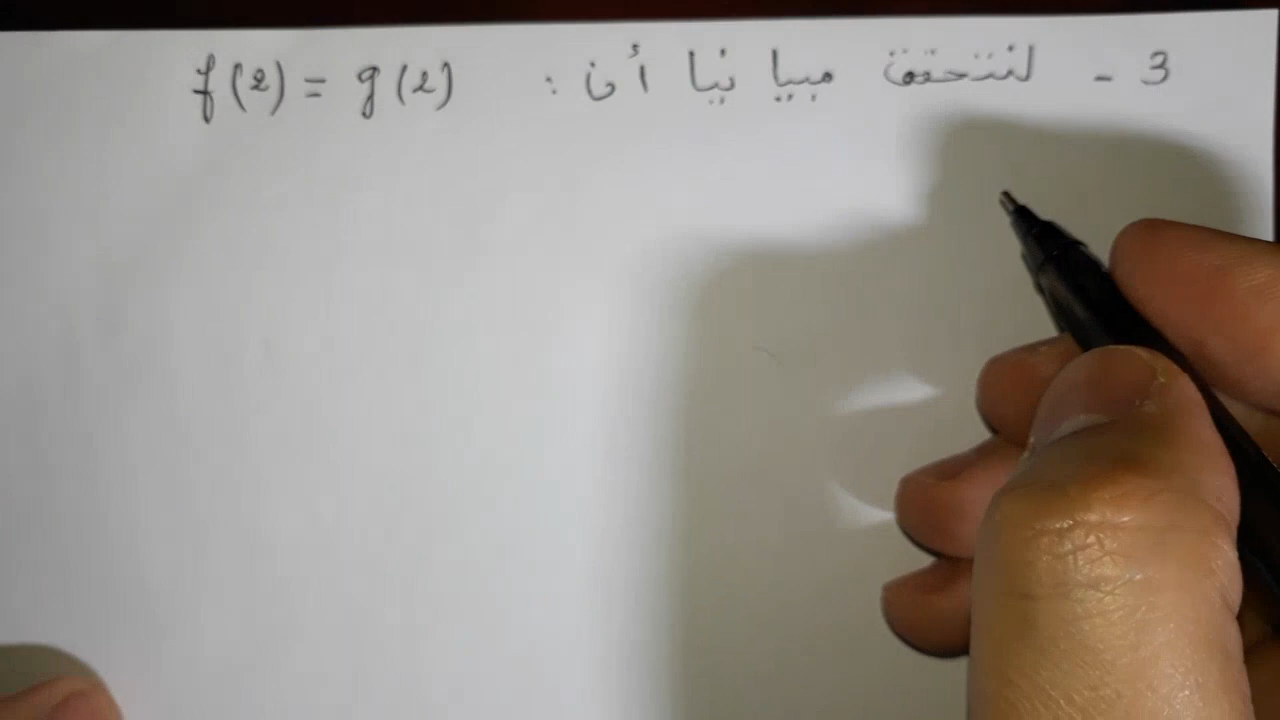 3 - لنتحقق مبيانيا أن : f(2) = g(2)